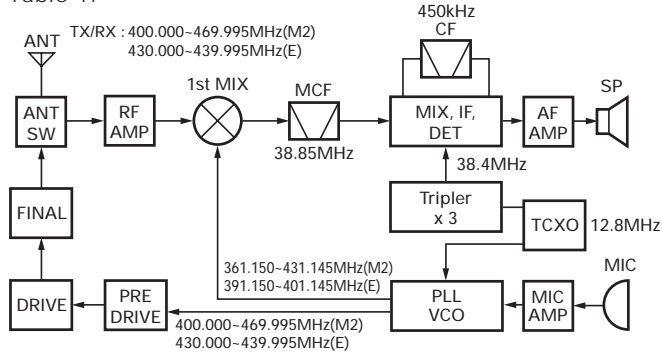 TX/RX : 400.000~469.995MHz(M2)
430.000~439.995MHz(E)
ANT
450kHz
CF
1st MIX
MCF
SP
ANT
SW
RF
AMP
MIX, IF,
DET
AF
AMP
38.85MHz
38.4MHz
FINAL
Tripler
x 3
TCXO
12.8MHz
361.150~431.145MHz(M2)
391.150~401.145MHz(E)
MIC
DRIVE
PRE
DRIVE
PLL
VCO
MIC
AMP
400.000~469.995MHz(M2)
430.000~439.995MHz(E)